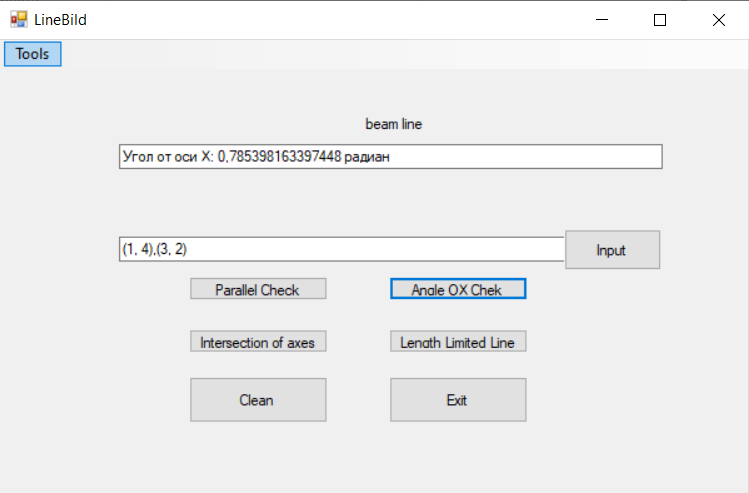 LineBild
Tools
beam line
Угол от оси X: 0,785398163397448 радиан
(1, 4),(3, 2)
Input
Parallel Check
Angle OX Chek
Intersection of axes
Length Limited Line
Clean
Exit